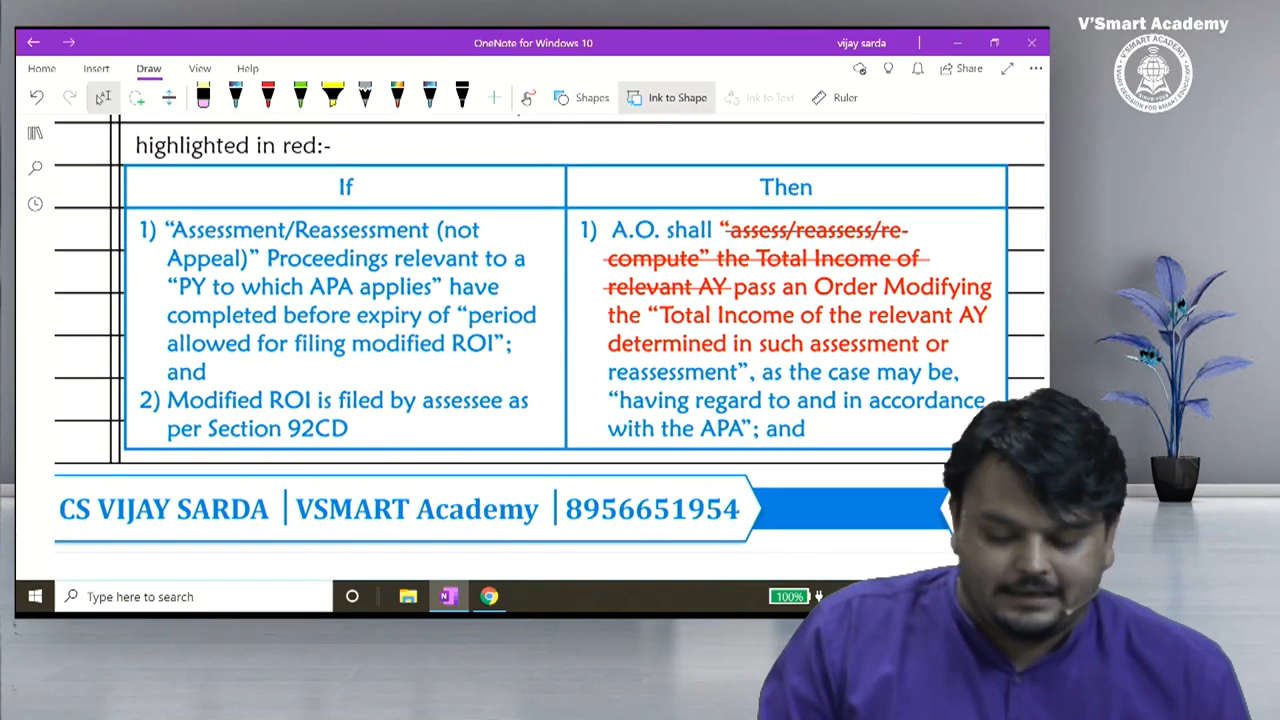 V'Smart Academy
OneNote for Windows 10
vijay sarda
Home Insert Draw View Help
Share
Shapes Ink to Shape Ink to Text Ruler
highlighted in red:-
If
Then
1) "Assessment/Reassessment (not
Appeal)" Proceedings relevant to a
"PY to which APA applies" have
completed before expiry of "period
allowed for filing modified ROI";
and
2) Modified ROI is filed by assessee as
per Section 92CD
1) A.O. shall "assess/reassess/re-
compute" the Total Income of
relevant AY pass an Order Modifying
the "Total Income of the relevant AY
determined in such assessment or
reassessment", as the case may be,
"having regard to and in accordance
with the APA"; and
CS VIJAY SARDA | VSMART Academy | 8956651954
Type here to search
100%